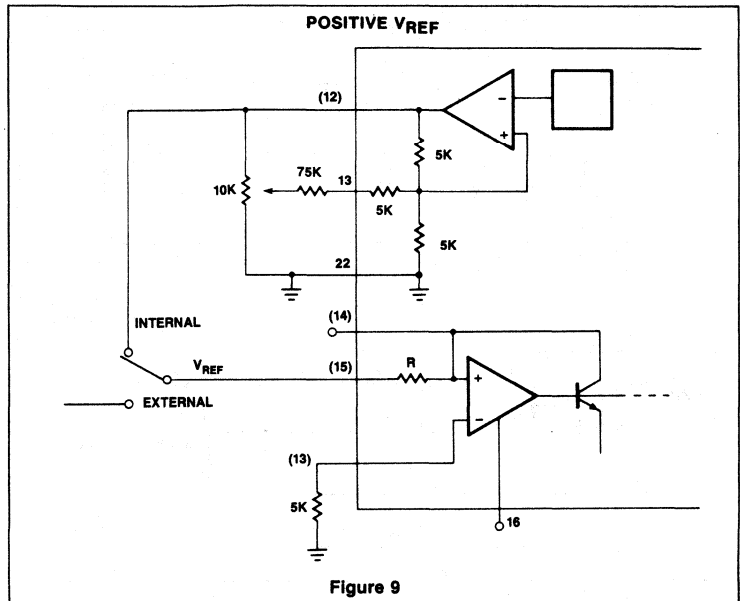 POSITIVE VREF
(12)
5K
75K
13
10K
5K
5K
22
INTERNAL
(14)
VREF
(15)
R
EXTERNAL
(13)
5K
16
Figure 9